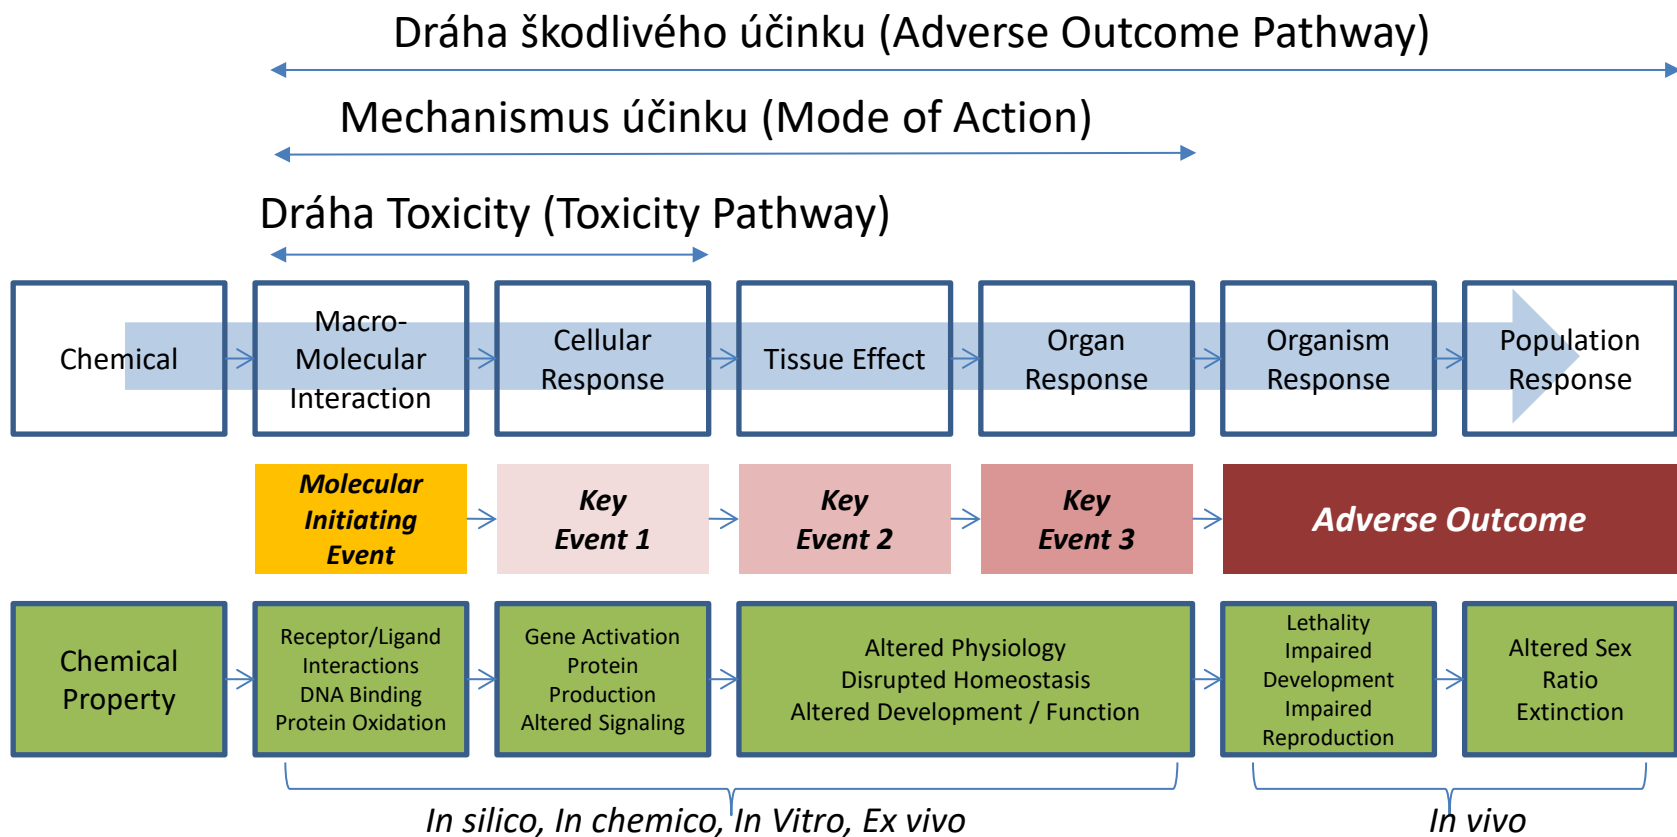 Dráha škodlivého účinku (Adverse Outcome Pathway)
Mechanismus účinku (Mode of Action)
Dráha Toxicity (Toxicity Pathway)
Chemical
Macro-
Molecular
Interaction
Cellular
Response
Tissue Effect
Organ
Response
Organism
Response
Population
Response
Molecular
Initiating
Event
Key
Event 1
Key
Event 2
Key
Event 3
Adverse Outcome
Chemical
Property
Receptor/Ligand
Interactions
DNA Binding
Protein Oxidation
Gene Activation
Protein
Production
Altered Signaling
Altered Physiology
Disrupted Homeostasis
Altered Development / Function
Lethality
Impaired
Development
Impaired
Reproduction
Altered Sex
Ratio
Extinction
In silico, In chemico, In Vitro, Ex vivo
In vivo